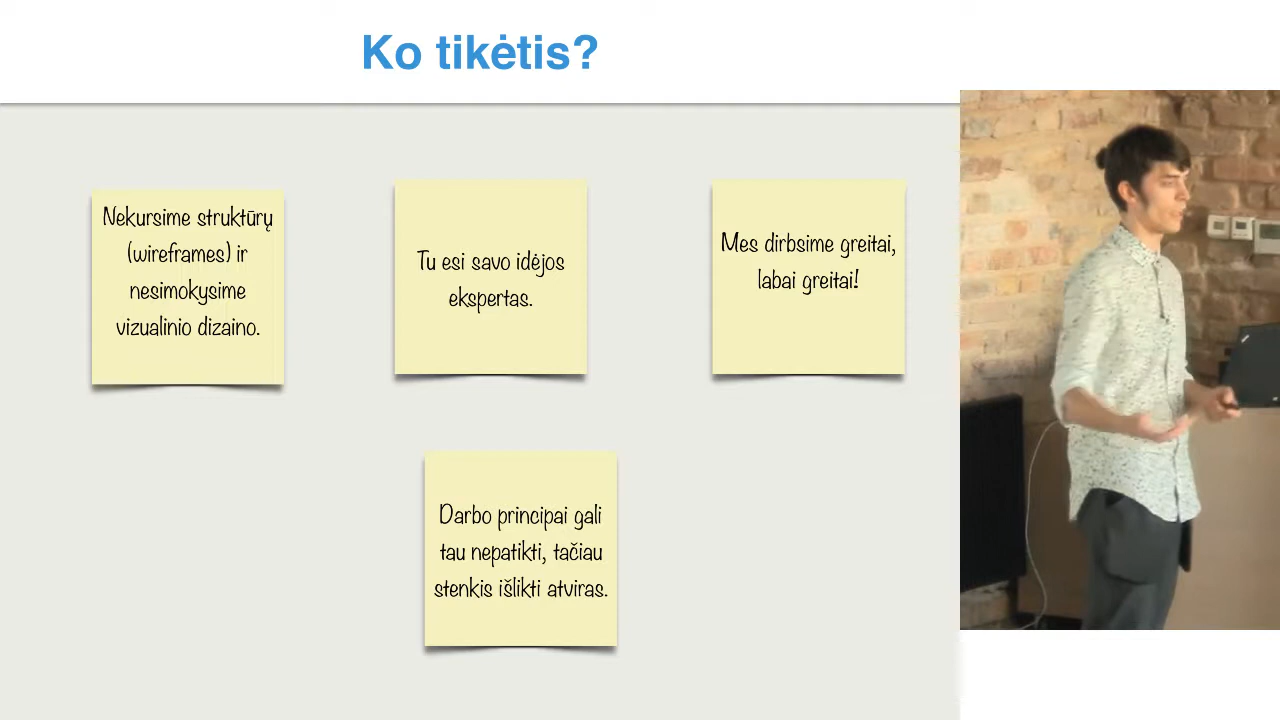 Ko tikėtis?
Nekursime struktūrų
(wireframes) ir
nesimokysime
vizualinio dizaino.
Tu esi savo idėjos
ekspertas.
Mes dirbsime greitai,
labai greitai!
Darbo principai gali
tau nepatikti, tačiau
stenkis išlikti atviras.